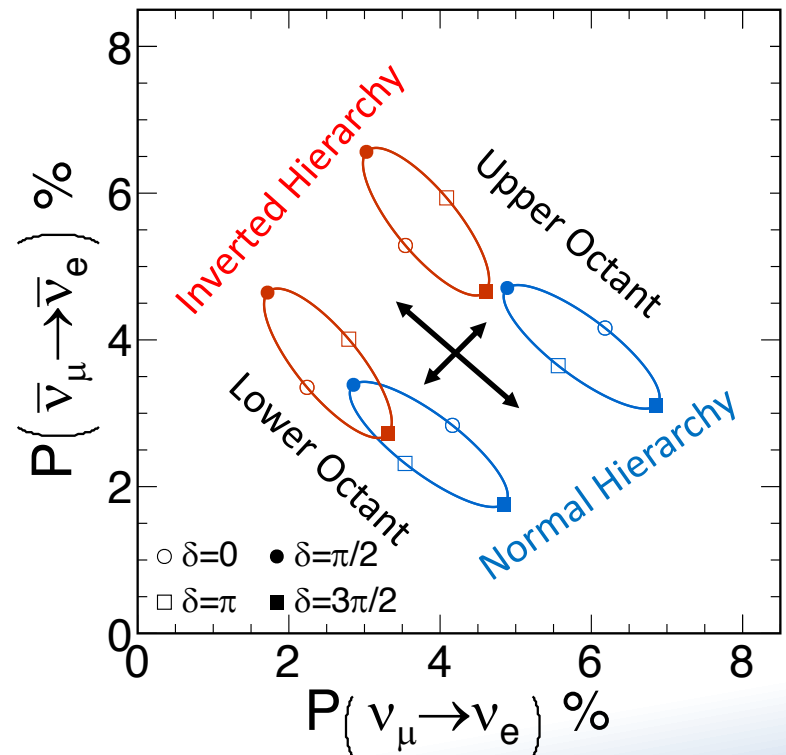 8
6
4
2
0
0 2 4 6 8
P(ν̅μ→ν̅e) %
P(νμ→νe) %
Inverted Hierarchy
Upper Octant
Lower Octant
Normal Hierarchy
○ δ=0 ● δ=π/2
□ δ=π ■ δ=3π/2